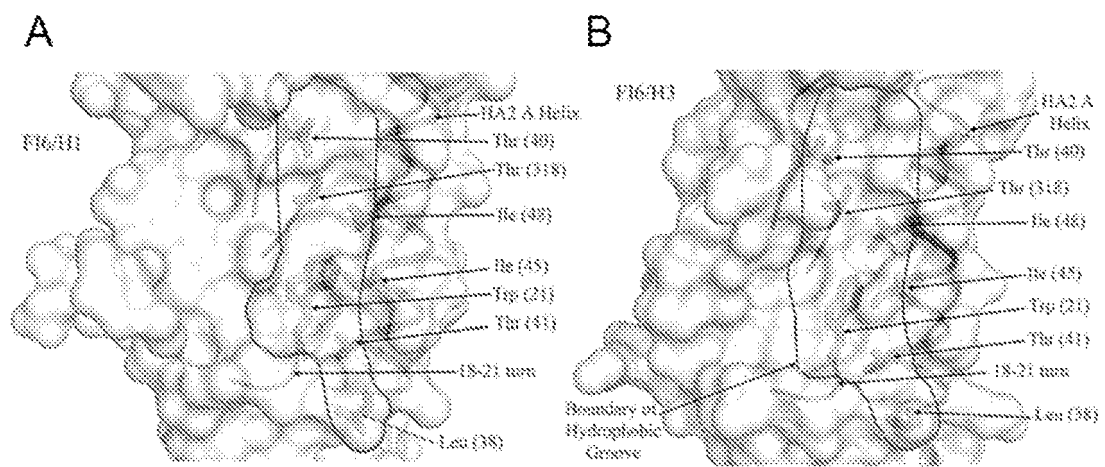 A
FI6/H1
HA2 A Helix
Thr (49)
Thr (318)
Ile (48)
Ile (45)
Trp (21)
Thr (41)
18-21 turn
Leu (38)
B
FI6/H3
HA2 A
Helix
Thr (49)
Thr (318)
Ile (48)
Ile (45)
Trp (21)
Thr (41)
18-21 turn
Leu (38)
Boundary of
Hydrophobic
Groove